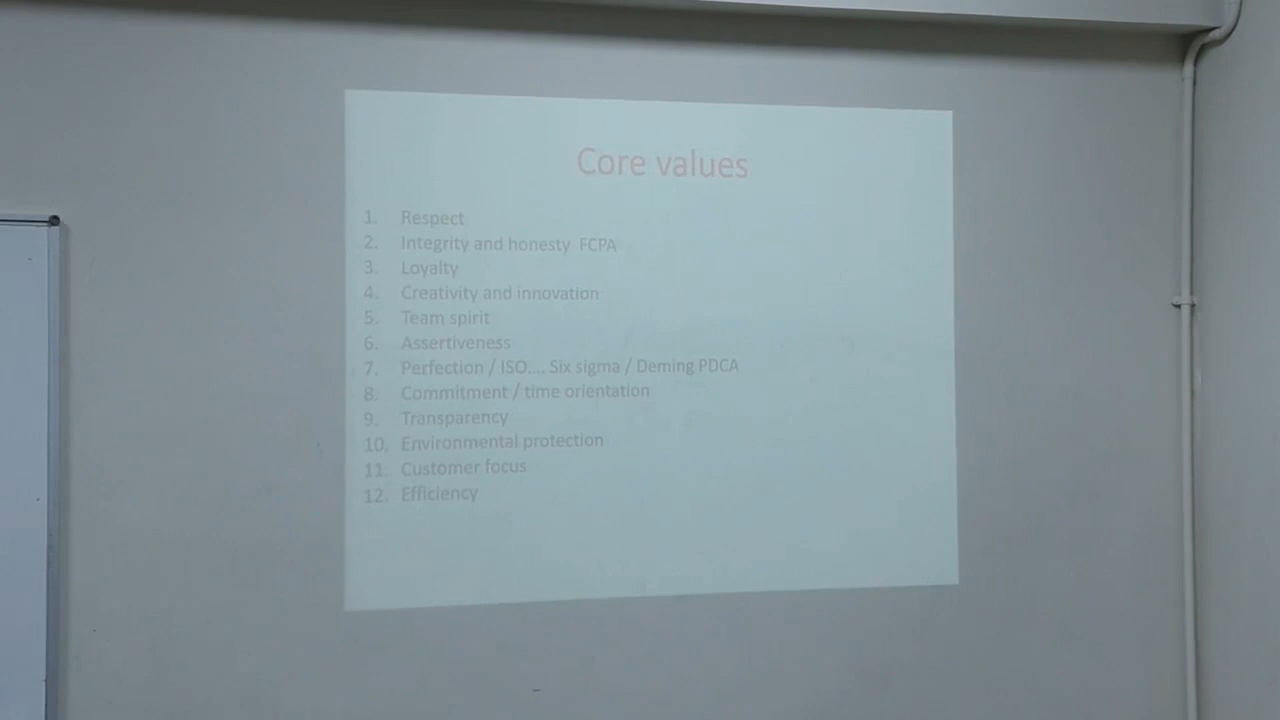 Core values
1. Respect
2. Integrity and honesty FCPA
3. Loyalty
4. Creativity and innovation
5. Team spirit
6. Assertiveness
7. Perfection / ISO.... Six sigma / Deming PDCA
8. Commitment / time orientation
9. Transparency
10. Environmental protection
11. Customer focus
12. Efficiency